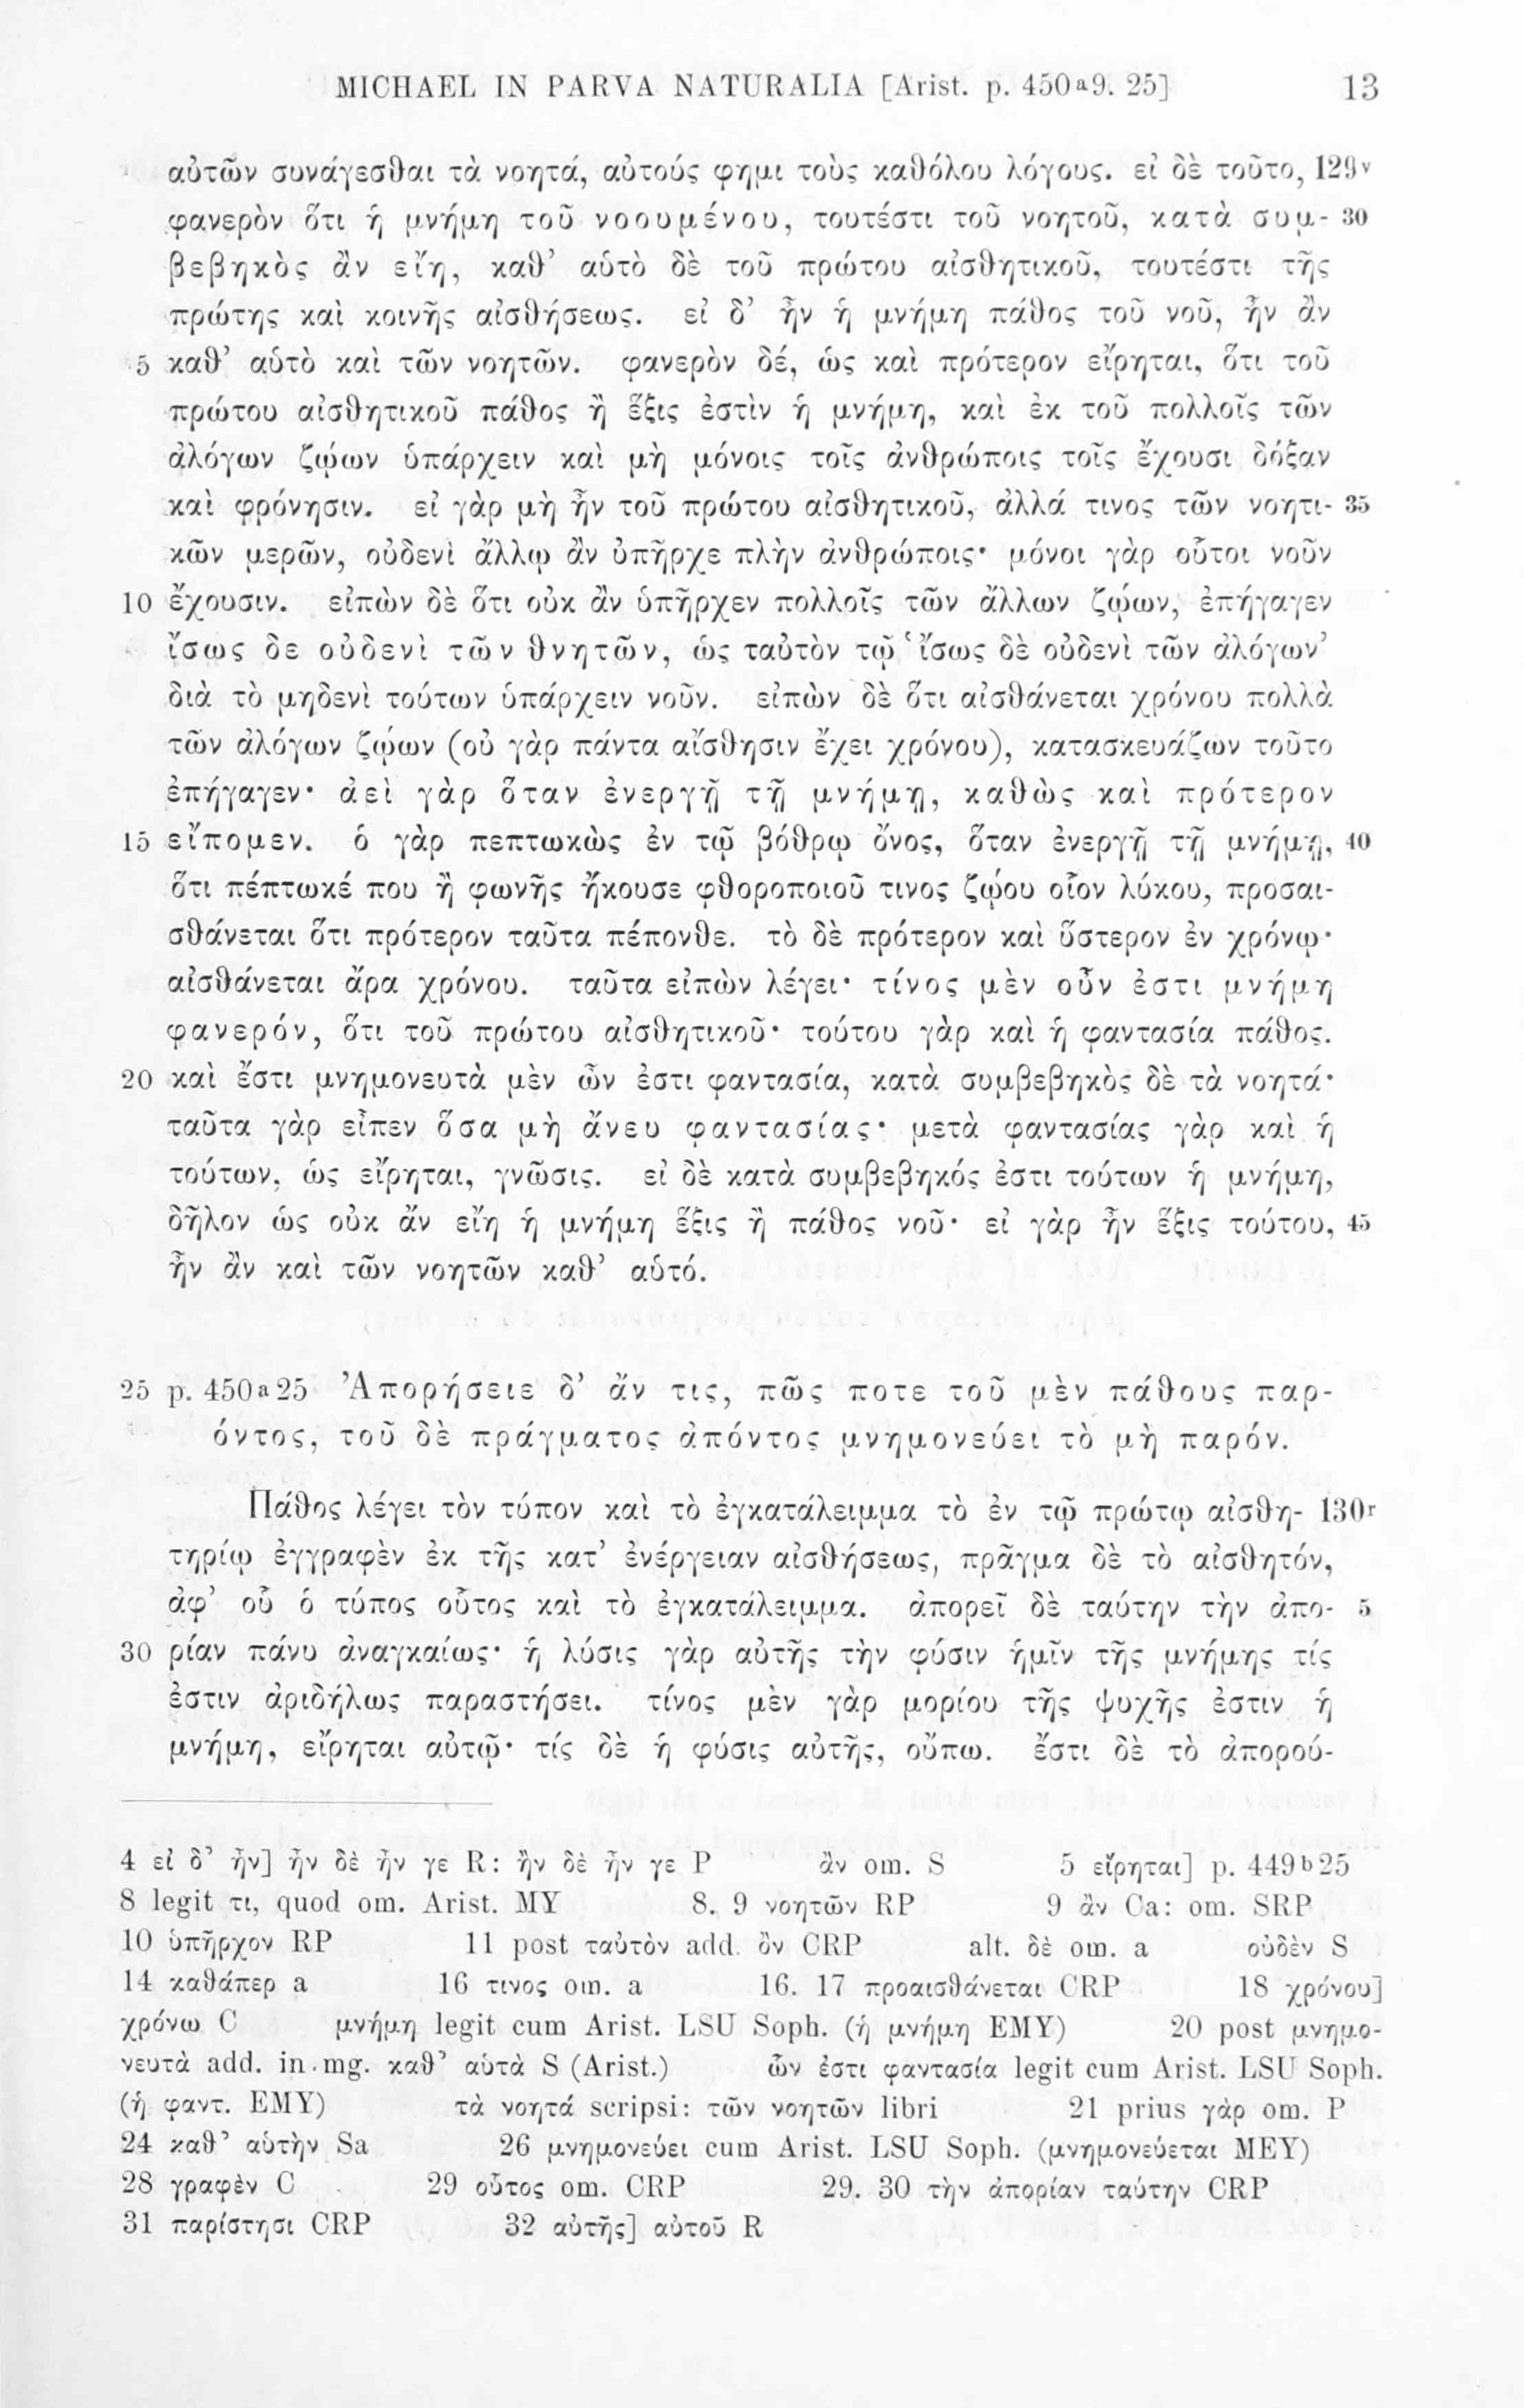 MICHAEL IN PARVA NATURALIA [Arist. p. 450a9. 25] 13
αὐτῶν συνάγεσθαι τὰ νοητά, αὐτούς φημι τοὺς καθόλου λόγους. εἰ δὲ τοῦτο, 129v
φανερὸν ὅτι ἡ μνήμη τοῦ νοουμένου, τουτέστι τοῦ νοητοῦ, κατὰ συμ- 30
βεβηκὸς ἂν εἴη, καθ’ αὑτὸ δὲ τοῦ πρώτου αἰσθητικοῦ, τουτέστι τῆς
πρώτης καὶ κοινῆς αἰσθήσεως. εἰ δ’ ἦν ἡ μνήμη πάθος τοῦ νοῦ, ἦν ἂν
5 καθ’ αὑτὸ καὶ τῶν νοητῶν. φανερὸν δέ, ὡς καὶ πρότερον εἴρηται, ὅτι τοῦ
πρώτου αἰσθητικοῦ πάθος ἢ ἕξις ἐστὶν ἡ μνήμη, καὶ ἐκ τοῦ πολλοῖς τῶν
ἀλόγων ζῴων ὑπάρχειν καὶ μὴ μόνοις τοῖς ἀνθρώποις τοῖς ἔχουσι δόξαν
καὶ φρόνησιν. εἰ γὰρ μὴ ἦν τοῦ πρώτου αἰσθητικοῦ, ἀλλά τινος τῶν νοητι- 35
κῶν μερῶν, οὐδενὶ ἄλλῳ ἂν ὑπῆρχε πλὴν ἀνθρώποις· μόνοι γὰρ οὗτοι νοῦν
10 ἔχουσιν. εἰπὼν δὲ ὅτι οὐκ ἂν ὑπῆρχεν πολλοῖς τῶν ἄλλων ζῴων, ἐπήγαγεν
ἴσως δε οὐδενὶ τῶν θνητῶν, ὡς ταὐτὸν τῷ ‘ἴσως δὲ οὐδενὶ τῶν ἀλόγων’
διὰ τὸ μηδενὶ τούτων ὑπάρχειν νοῦν. εἰπὼν δὲ ὅτι αἰσθάνεται χρόνου πολλὰ
τῶν ἀλόγων ζῴων (οὐ γὰρ πάντα αἴσθησιν ἔχει χρόνου), κατασκευάζων τοῦτο
ἐπήγαγεν· ἀεὶ γὰρ ὅταν ἐνεργῇ τῇ μνήμῃ, καθὼς καὶ πρότερον
15 εἴπομεν. ὁ γὰρ πεπτωκὼς ἐν τῷ βόθρῳ ὄνος, ὅταν ἐνεργῇ τῇ μνήμῃ, 40
ὅτι πέπτωκέ που ἢ φωνῆς ἤκουσε φθοροποιοῦ τινος ζῴου οἷον λύκου, προσαι-
σθάνεται ὅτι πρότερον ταῦτα πέπονθε. τὸ δὲ πρότερον καὶ ὕστερον ἐν χρόνῳ·
αἰσθάνεται ἄρα χρόνου. ταῦτα εἰπὼν λέγει· τίνος μὲν οὖν ἐστι μνήμη
φανερόν, ὅτι τοῦ πρώτου αἰσθητικοῦ· τούτου γὰρ καὶ ἡ φαντασία πάθος.
20 καὶ ἔστι μνημονευτὰ μὲν ὧν ἐστι φαντασία, κατὰ συμβεβηκὸς δὲ τὰ νοητά·
ταῦτα γὰρ εἶπεν ὅσα μὴ ἄνευ φαντασίας· μετὰ φαντασίας γὰρ καὶ ἡ
τούτων, ὡς εἴρηται, γνῶσις. εἰ δὲ κατὰ συμβεβηκός ἐστι τούτων ἡ μνήμη,
δῆλον ὡς οὐκ ἂν εἴη ἡ μνήμη ἕξις ἢ πάθος νοῦ· εἰ γὰρ ἦν ἕξις τούτου, 45
ἦν ἂν καὶ τῶν νοητῶν καθ’ αὑτό.
25 p. 450a25 Ἀπορήσειε δ’ ἄν τις, πῶς ποτε τοῦ μὲν πάθους παρ-
όντος, τοῦ δὲ πράγματος ἀπόντος μνημονεύει τὸ μὴ παρόν.
Πάθος λέγει τὸν τύπον καὶ τὸ ἐγκατάλειμμα τὸ ἐν τῷ πρώτῳ αἰσθη- 130r
τηρίῳ ἐγγραφὲν ἐκ τῆς κατ’ ἐνέργειαν αἰσθήσεως, πρᾶγμα δὲ τὸ αἰσθητόν,
ἀφ’ οὗ ὁ τύπος οὗτος καὶ τὸ ἐγκατάλειμμα. ἀπορεῖ δὲ ταύτην τὴν ἀπο- 5
30 ρίαν πάνυ ἀναγκαίως· ἡ λύσις γὰρ αὐτῆς τὴν φύσιν ἡμῖν τῆς μνήμης τίς
ἐστιν ἀριδήλως παραστήσει. τίνος μὲν γὰρ μορίου τῆς ψυχῆς ἐστιν ἡ
μνήμη, εἴρηται αὐτῷ· τίς δὲ ἡ φύσις αὐτῆς, οὔπω. ἔστι δὲ τὸ ἀπορού-
4 εἰ δ’ ἦν] ἦν δὲ ἦν γε R: ἢν δὲ ἦν γε P ἂν om. S 5 εἴρηται] p. 449b25
8 legit τι, quod om. Arist. MY 8. 9 νοητῶν RP 9 ἂν Ca: om. SRP
10 ὑπῆρχον RP 11 post ταὐτὸν add. ὂν CRP alt. δὲ om. a οὐδὲν S
14 καθάπερ a 16 τινος om. a 16. 17 προαισθάνεται CRP 18 χρόνου]
χρόνω C μνήμη legit cum Arist. LSU Soph. (ἡ μνήμη EMY) 20 post μνημο-
νευτὰ add. in mg. καθ’ αὑτὰ S (Arist.) ὧν ἐστι φαντασία legit cum Arist. LSU Soph.
(ἡ φαντ. EMY) τὰ νοητά scripsi: τῶν νοητῶν libri 21 prius γὰρ om. P
24 καθ’ αὑτὴν Sa 26 μνημονεύει cum Arist. LSU Soph. (μνημονεύεται MEY)
28 γραφὲν C 29 οὗτος om. CRP 29. 30 τὴν ἀπορίαν ταύτην CRP
31 παρίστησι CRP 32 αὐτῆς] αὐτοῦ R